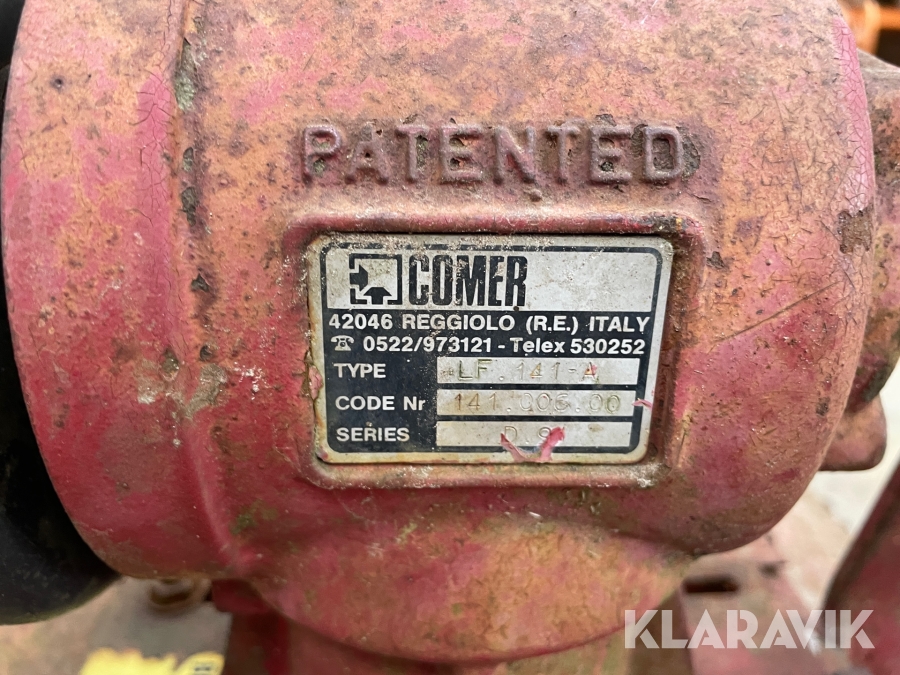 PATENTED
COMER
42046 REGGIOLO (R.E.) ITALY
☎ 0522/973121 - Telex 530252
TYPE LF.141-A
CODE Nr 141.006.00
SERIES
KLARAVIK